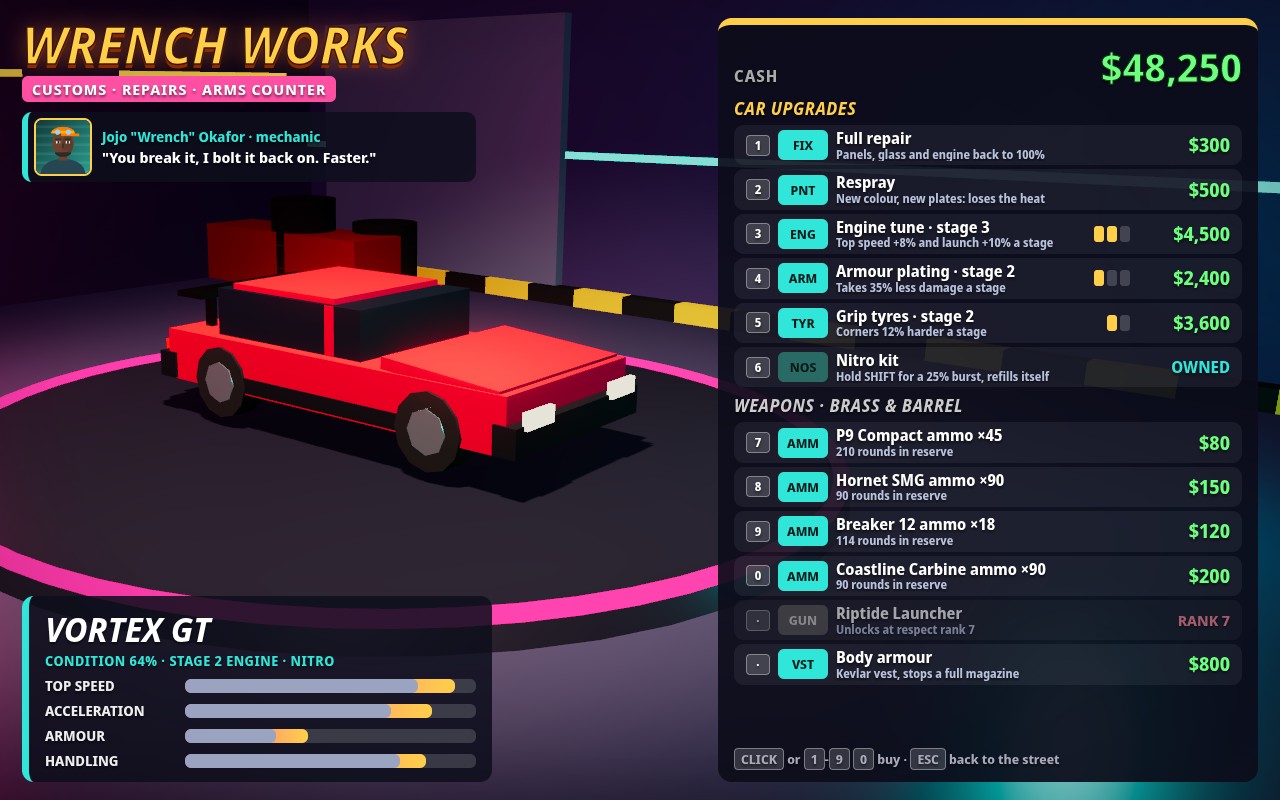 WRENCH WORKS
CUSTOMS · REPAIRS · ARMS COUNTER
Jojo "Wrench" Okafor · mechanic
"You break it, I bolt it back on. Faster."
VORTEX GT
CONDITION 64% · STAGE 2 ENGINE · NITRO
TOP SPEED
ACCELERATION
ARMOUR
HANDLING
CASH $48,250
CAR UPGRADES
1 FIX Full repair $300
Panels, glass and engine back to 100%
2 PNT Respray $500
New colour, new plates: loses the heat
3 ENG Engine tune · stage 3 $4,500
Top speed +8% and launch +10% a stage
4 ARM Armour plating · stage 2 $2,400
Takes 35% less damage a stage
5 TYR Grip tyres · stage 2 $3,600
Corners 12% harder a stage
6 NOS Nitro kit OWNED
Hold SHIFT for a 25% burst, refills itself
WEAPONS · BRASS & BARREL
7 AMM P9 Compact ammo ×45 $80
210 rounds in reserve
8 AMM Hornet SMG ammo ×90 $150
90 rounds in reserve
9 AMM Breaker 12 ammo ×18 $120
114 rounds in reserve
0 AMM Coastline Carbine ammo ×90 $200
90 rounds in reserve
· GUN Riptide Launcher RANK 7
Unlocks at respect rank 7
· VST Body armour $800
Kevlar vest, stops a full magazine
CLICK or 1-9 0 buy · ESC back to the street